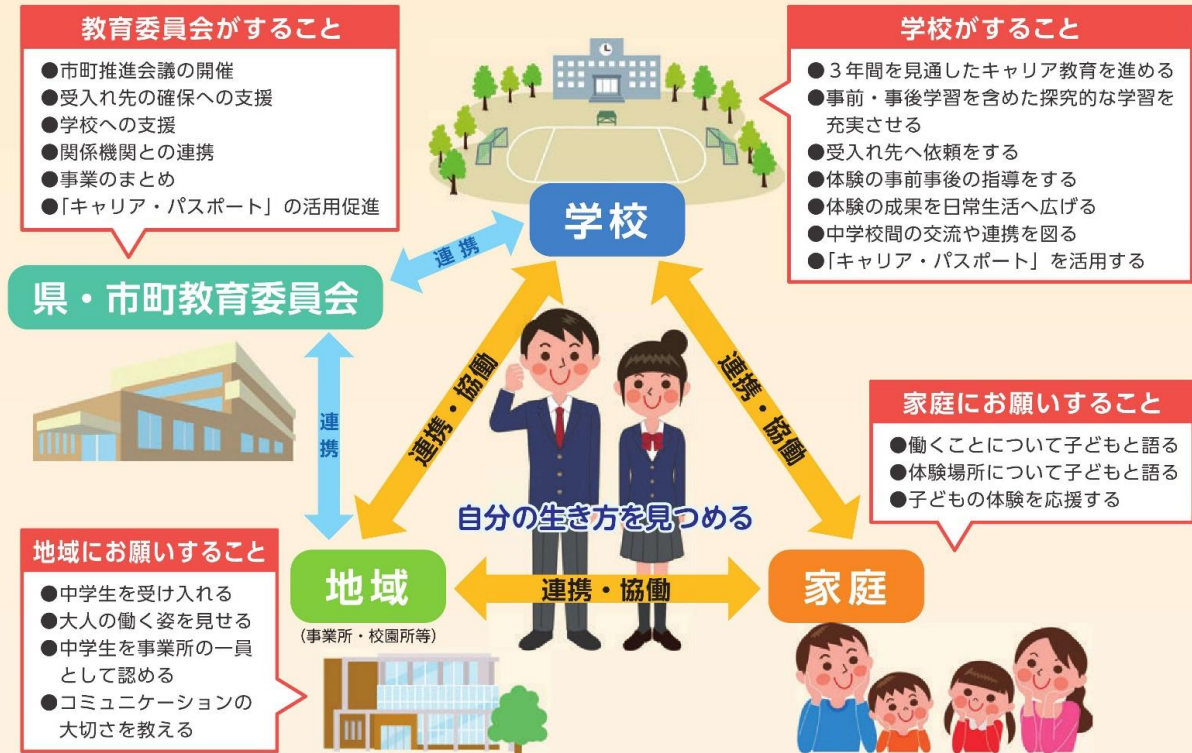 教育委員会がすること
●市町推進会議の開催
●受入れ先の確保への支援
●学校への支援
●関係機関との連携
●事業のまとめ
●「キャリア・パスポート」の活用促進
学校がすること
●３年間を見通したキャリア教育を進める
●事前・事後学習を含めた探究的な学習を
充実させる
●受入れ先へ依頼をする
●体験の事前事後の指導をする
●体験の成果を日常生活へ広げる
●中学校間の交流や連携を図る
●「キャリア・パスポート」を活用する
学校
連携
県・市町教育委員会
連携
連携・協働
連携・協働
家庭にお願いすること
●働くことについて子どもと語る
●体験場所について子どもと語る
●子どもの体験を応援する
自分の生き方を見つめる
地域にお願いすること
●中学生を受け入れる
●大人の働く姿を見せる
●中学生を事業所の一員
として認める
●コミュニケーションの
大切さを教える
地域
(事業所・校園所等)
連携・協働
家庭